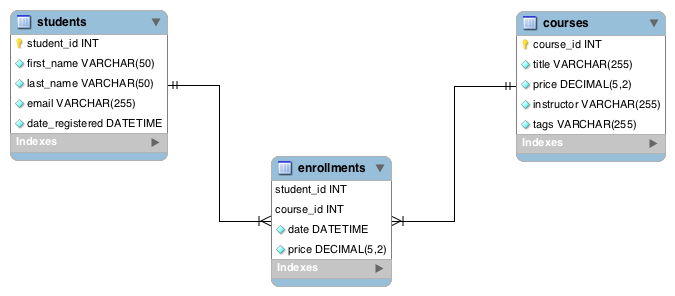 students
student_id INT
first_name VARCHAR(50)
last_name VARCHAR(50)
email VARCHAR(255)
date_registered DATETIME
Indexes
courses
course_id INT
title VARCHAR(255)
price DECIMAL(5,2)
instructor VARCHAR(255)
tags VARCHAR(255)
Indexes
enrollments
student_id INT
course_id INT
date DATETIME
price DECIMAL(5,2)
Indexes